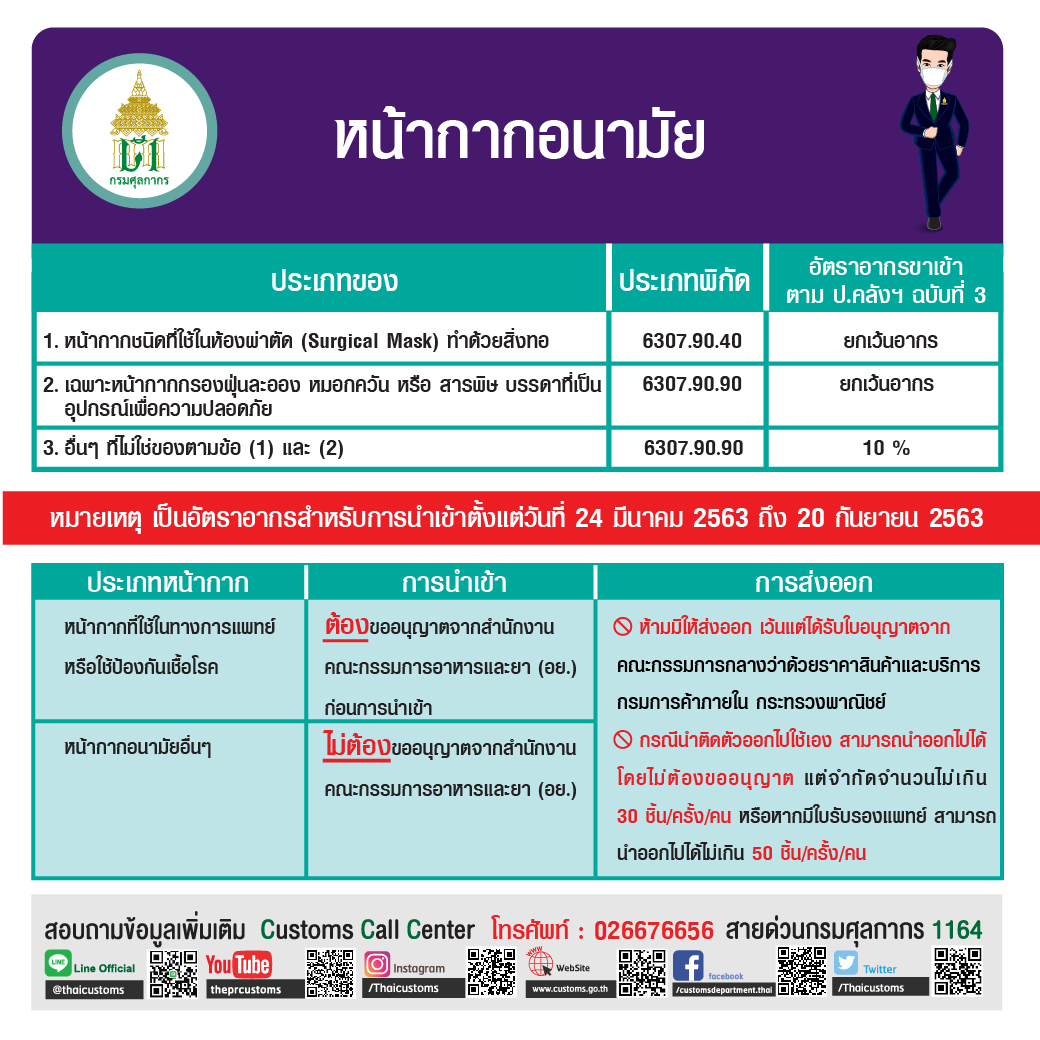 กรมศุลกากร
หน้ากากอนามัย
ประเภทของ
ประเภทพิกัด
อัตราอากรขาเข้า
ตาม ป.คลังฯ ฉบับที่ 3
1. หน้ากากชนิดที่ใช้ในห้องผ่าตัด (Surgical Mask) ทำด้วยสิ่งทอ
6307.90.40
ยกเว้นอากร
2. เฉพาะหน้ากากกรองฝุ่นละออง หมอกควัน หรือ สารพิษ บรรดาที่เป็น
อุปกรณ์เพื่อความปลอดภัย
6307.90.90
ยกเว้นอากร
3. อื่นๆ ที่ไม่ใช่ของตามข้อ (1) และ (2)
6307.90.90
10 %
หมายเหตุ เป็นอัตราอากรสำหรับการนำเข้าตั้งแต่วันที่ 24 มีนาคม 2563 ถึง 20 กันยายน 2563
ประเภทหน้ากาก
การนำเข้า
การส่งออก
หน้ากากที่ใช้ในทางการแพทย์
หรือใช้ป้องกันเชื้อโรค
ต้องขออนุญาตจากสำนักงาน
คณะกรรมการอาหารและยา (อย.)
ก่อนการนำเข้า
หน้ากากอนามัยอื่นๆ
ไม่ต้องขออนุญาตจากสำนักงาน
คณะกรรมการอาหารและยา (อย.)
ห้ามมิให้ส่งออก เว้นแต่ได้รับใบอนุญาตจาก
คณะกรรมการกลางว่าด้วยราคาสินค้าและบริการ
กรมการค้าภายใน กระทรวงพาณิชย์
กรณีนำติดตัวออกไปใช้เอง สามารถนำออกไปได้
โดยไม่ต้องขออนุญาต แต่จำกัดจำนวนไม่เกิน
30 ชิ้น/ครั้ง/คน หรือหากมีใบรับรองแพทย์ สามารถ
นำออกไปได้ไม่เกิน 50 ชิ้น/ครั้ง/คน
สอบถามข้อมูลเพิ่มเติม Customs Call Center โทรศัพท์ : 026676656 สายด่วนกรมศุลกากร 1164
LINE
Line Official
@thaicustoms
YouTube
theprcustoms
Instagram
/Thaicustoms
www
WebSite
www.customs.go.th
facebook
/customsdepartment.thai
Twitter
/Thaicustoms